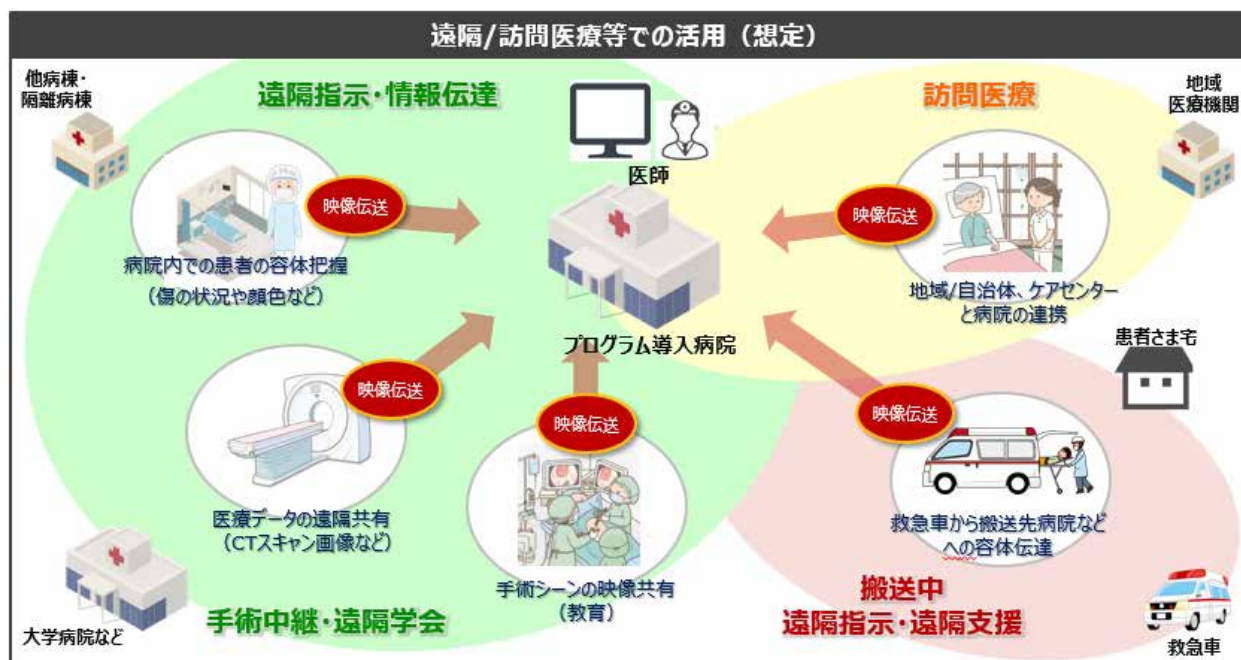 遠隔/訪問医療等での活用（想定）
他病棟・
隔離病棟
遠隔指示・情報伝達
訪問医療
地域
医療機関
医師
映像伝送
映像伝送
病院内での患者の容体把握
（傷の状況や顔色など）
地域/自治体、ケアセンター
と病院の連携
プログラム導入病院
患者さま宅
映像伝送
映像伝送
映像伝送
医療データの遠隔共有
（CTスキャン画像など）
救急車から搬送先病院など
への容体伝達
手術シーンの映像共有
（教育）
搬送中
手術中継・遠隔学会
遠隔指示・遠隔支援
大学病院など
救急車